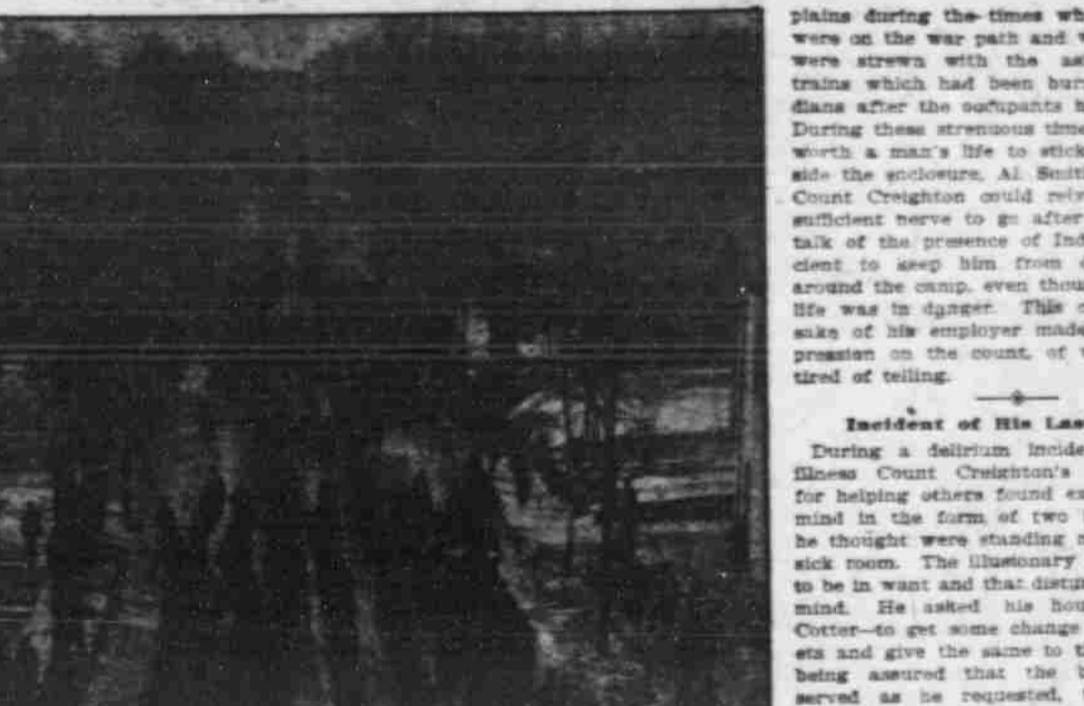 plains during the times wh
were on the war path and w
were strewn with the as
trains which had been bur
dians after the occupants h
During these strenuous time
worth a man's life to stick
side the enclosure, Al Smit
Count Creighton could rel
sufficient nerve to go after
talk of the presence of Ind
cient to keep him from
around the camp, even thou
life was in danger. This
sake of his employer made
pression on the count, of
tired of telling.
Incident of His Las
During a delirium incide
illness Count Creighton's
for helping others found ex
mind in the form of two
he thought were standing
sick room. The illusionary
to be in want and that distu
mind. He asked his hou
Cotter—to get some change
ets and give the same to t
being assured that the
served as he requested,